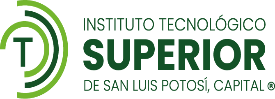 T
INSTITUTO TECNOLÓGICO
SUPERIOR
DE SAN LUIS POTOSÍ, CAPITAL ®